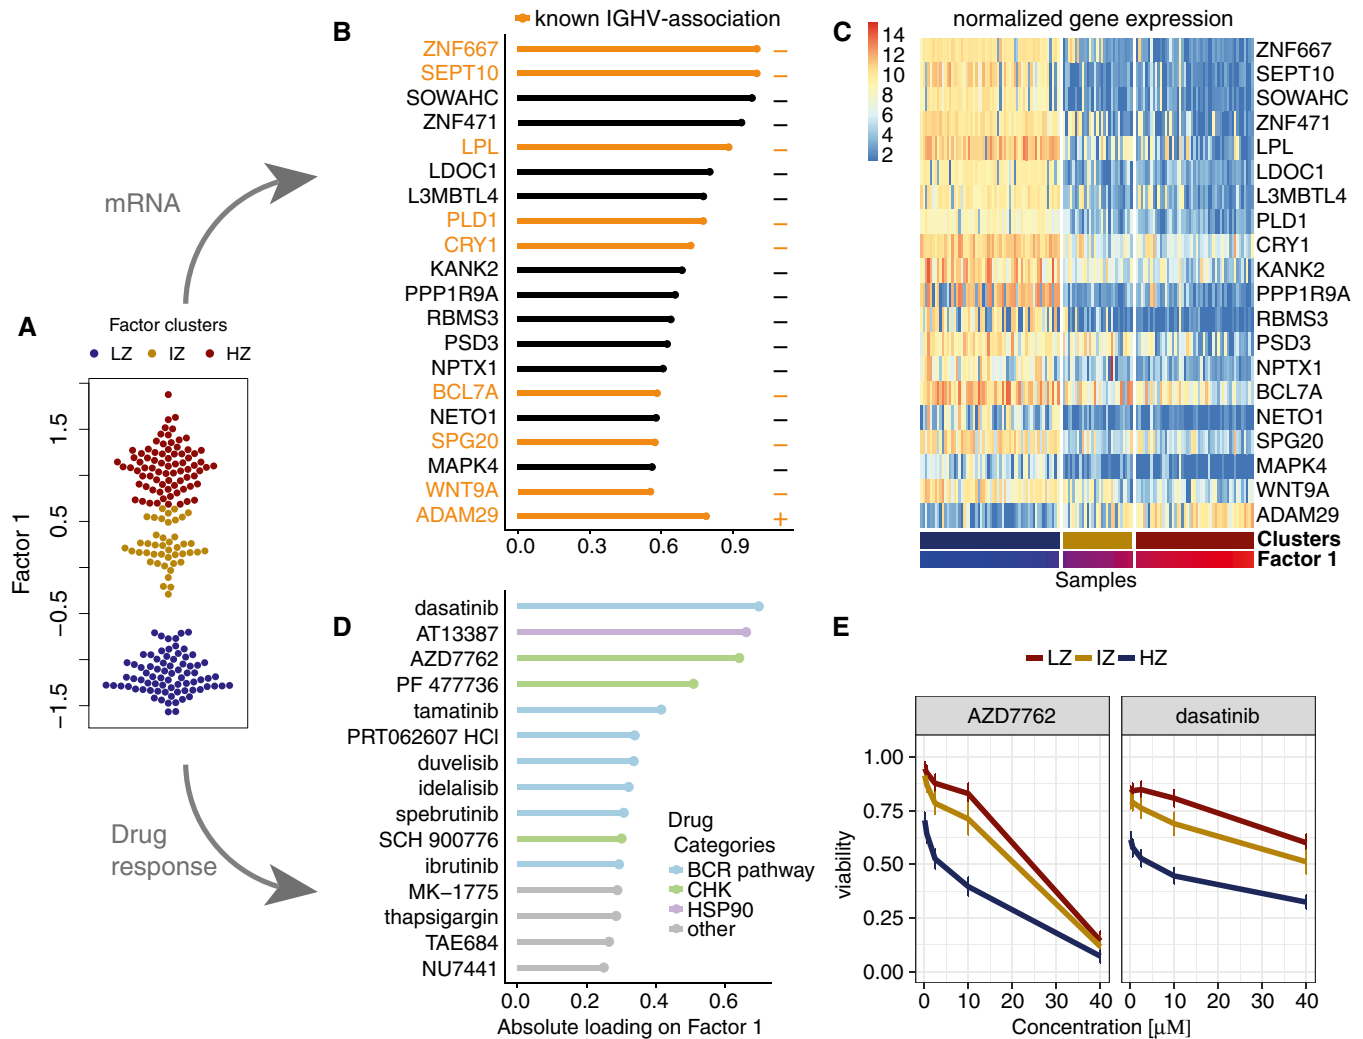 A
Factor clusters
LZ IZ HZ
Factor 1
1.5
0.5
−0.5
−1.5
mRNA
Drug
response
B
known IGHV-association
ZNF667 –
SEPT10 –
SOWAHC –
ZNF471 –
LPL –
LDOC1 –
L3MBTL4 –
PLD1 –
CRY1 –
KANK2 –
PPP1R9A –
RBMS3 –
PSD3 –
NPTX1 –
BCL7A –
NETO1 –
SPG20 –
MAPK4 –
WNT9A –
ADAM29 +
0.0 0.3 0.6 0.9
C
normalized gene expression
14
12
10
8
6
4
2
ZNF667
SEPT10
SOWAHC
ZNF471
LPL
LDOC1
L3MBTL4
PLD1
CRY1
KANK2
PPP1R9A
RBMS3
PSD3
NPTX1
BCL7A
NETO1
SPG20
MAPK4
WNT9A
ADAM29
Clusters
Factor 1
Samples
D
dasatinib
AT13387
AZD7762
PF 477736
tamatinib
PRT062607 HCl
duvelisib
idelalisib
spebrutinib
SCH 900776
ibrutinib
MK−1775
thapsigargin
TAE684
NU7441
Drug
Categories
BCR pathway
CHK
HSP90
other
0.0 0.2 0.4 0.6
Absolute loading on Factor 1
E
LZ IZ HZ
AZD7762 dasatinib
viability
1.00
0.75
0.50
0.25
0.00
0 10 20 30 40 0 10 20 30 40
Concentration [µM]